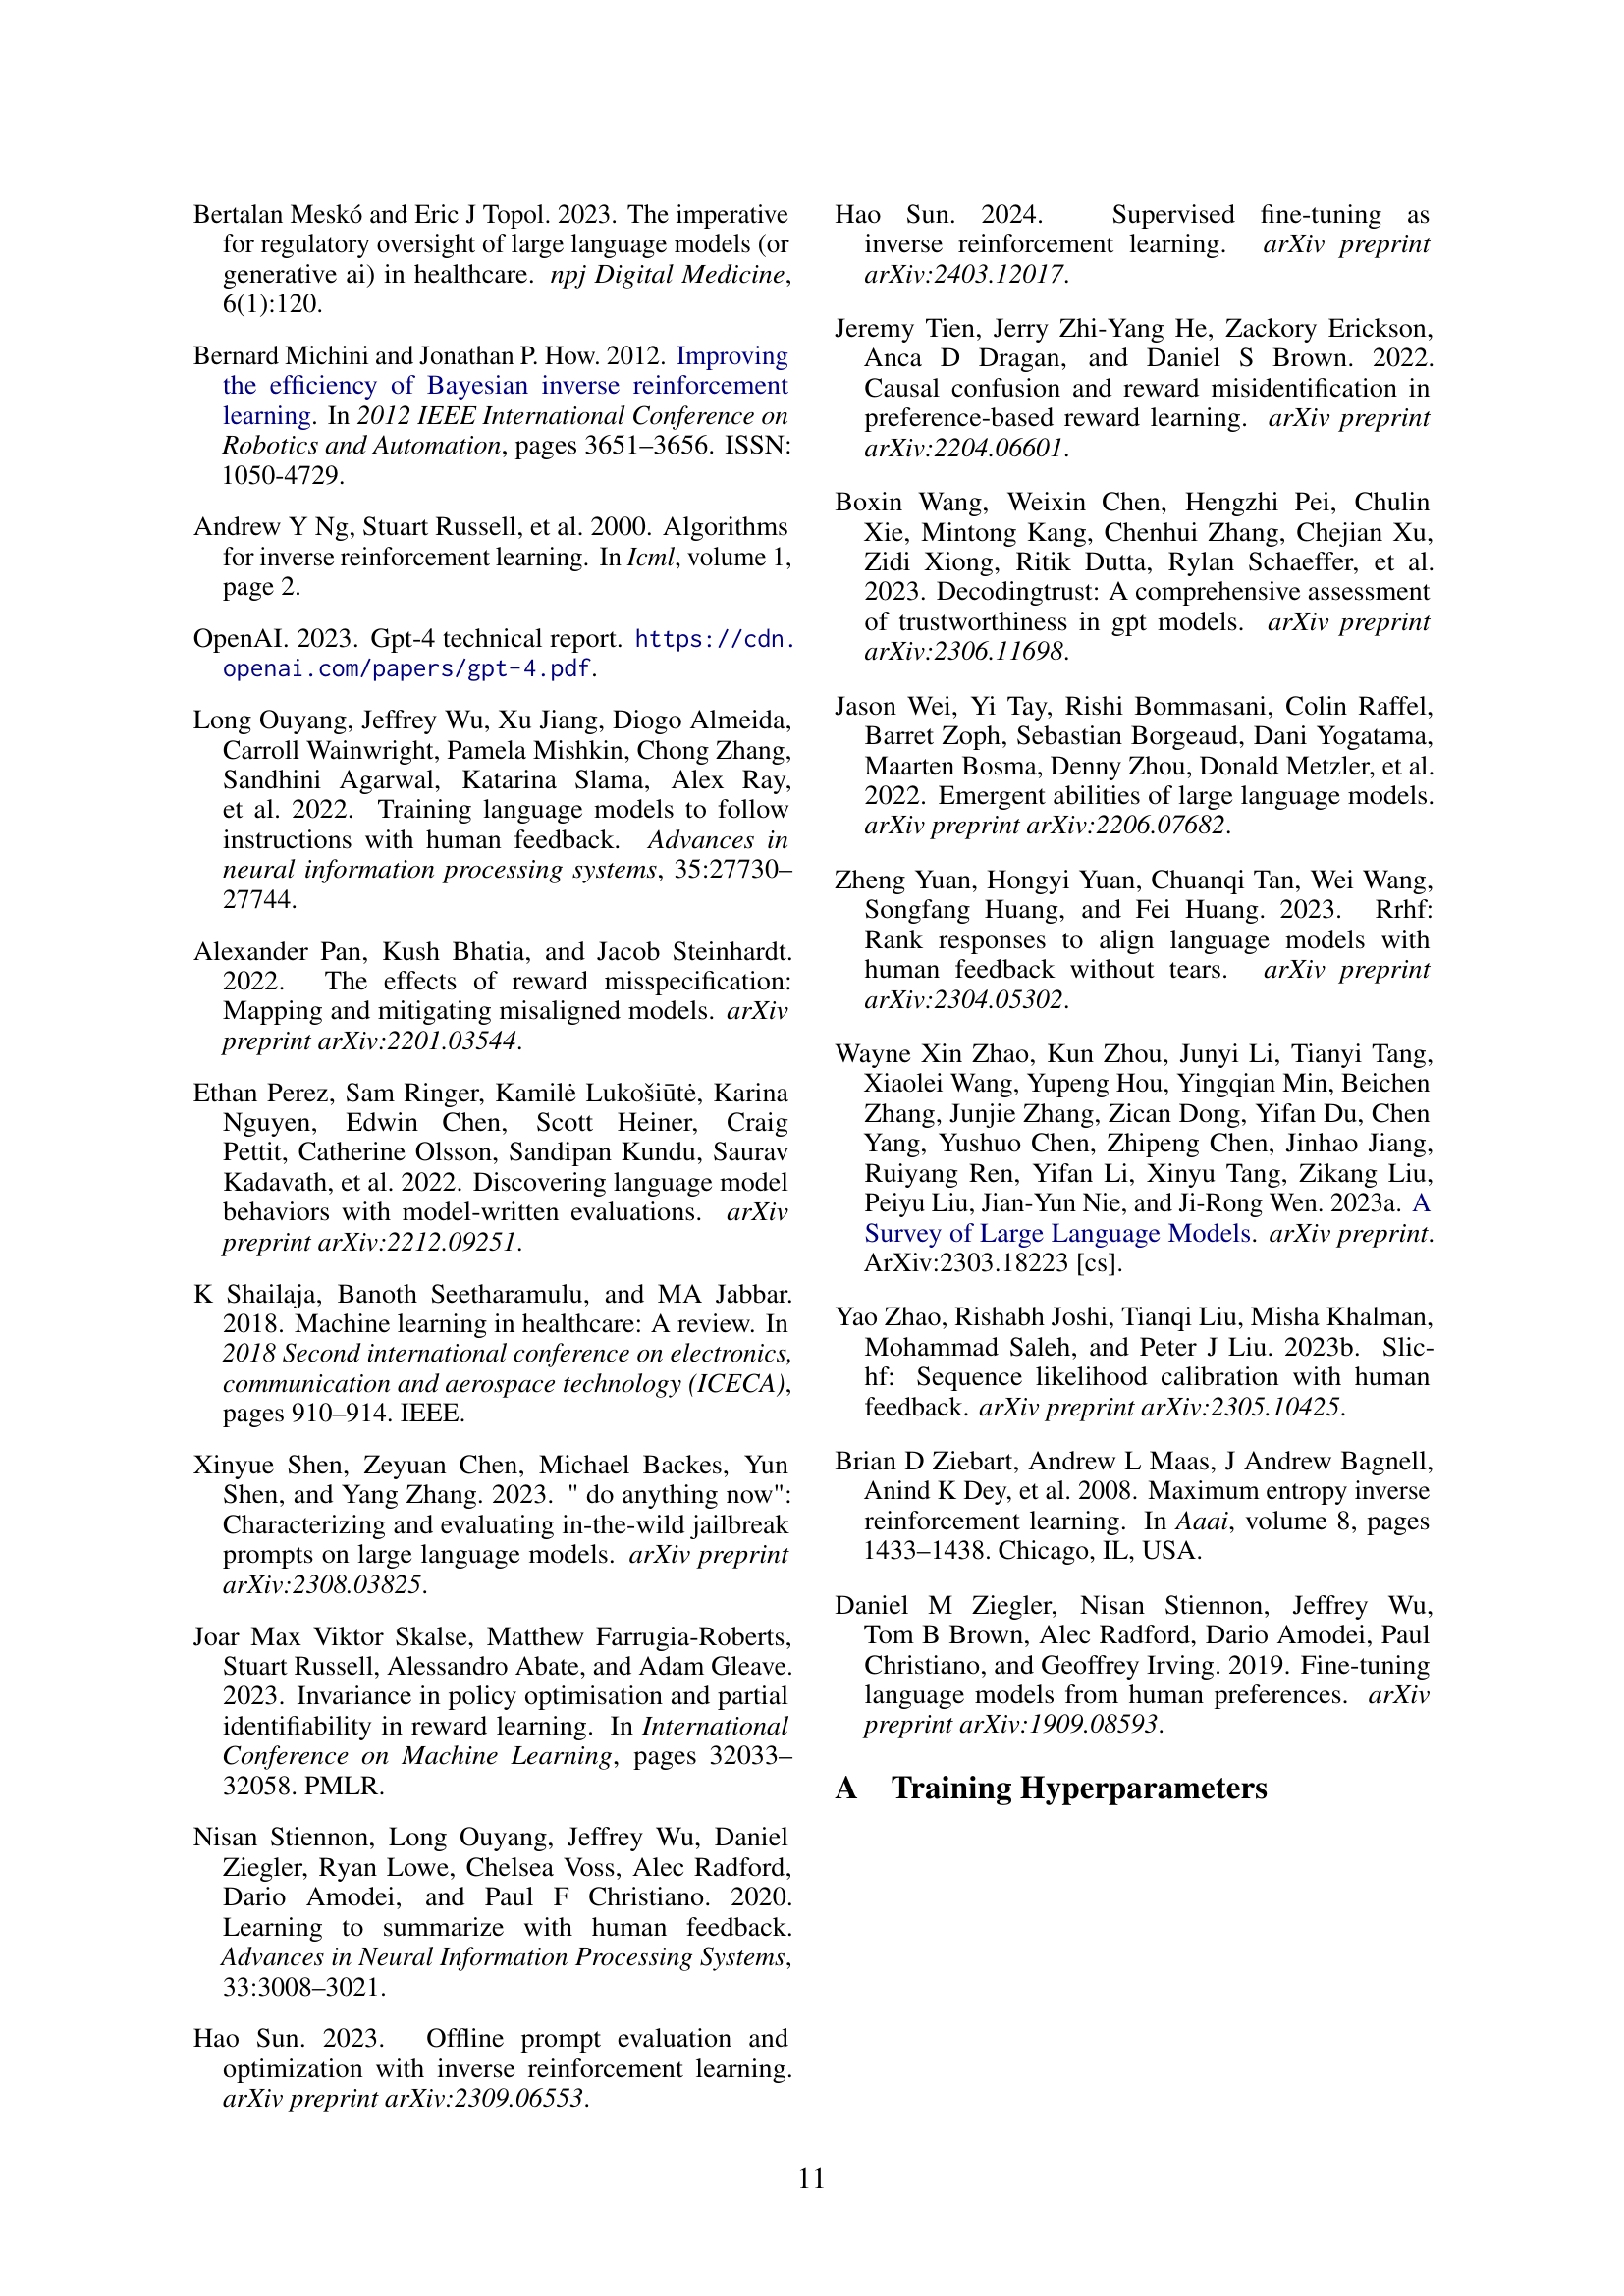 Bertalan Meskó and Eric J Topol. 2023. The imperative
for regulatory oversight of large language models (or
generative ai) in healthcare. npj Digital Medicine,
6(1):120.
Bernard Michini and Jonathan P. How. 2012. Improving
the efficiency of Bayesian inverse reinforcement
learning. In 2012 IEEE International Conference on
Robotics and Automation, pages 3651–3656. ISSN:
1050-4729.
Andrew Y Ng, Stuart Russell, et al. 2000. Algorithms
for inverse reinforcement learning. In Icml, volume 1,
page 2.
OpenAI. 2023. Gpt-4 technical report. https://cdn.
openai.com/papers/gpt-4.pdf.
Long Ouyang, Jeffrey Wu, Xu Jiang, Diogo Almeida,
Carroll Wainwright, Pamela Mishkin, Chong Zhang,
Sandhini Agarwal, Katarina Slama, Alex Ray,
et al. 2022. Training language models to follow
instructions with human feedback. Advances in
neural information processing systems, 35:27730–
27744.
Alexander Pan, Kush Bhatia, and Jacob Steinhardt.
2022. The effects of reward misspecification:
Mapping and mitigating misaligned models. arXiv
preprint arXiv:2201.03544.
Ethan Perez, Sam Ringer, Kamilė Lukošiūtė, Karina
Nguyen, Edwin Chen, Scott Heiner, Craig
Pettit, Catherine Olsson, Sandipan Kundu, Saurav
Kadavath, et al. 2022. Discovering language model
behaviors with model-written evaluations. arXiv
preprint arXiv:2212.09251.
K Shailaja, Banoth Seetharamulu, and MA Jabbar.
2018. Machine learning in healthcare: A review. In
2018 Second international conference on electronics,
communication and aerospace technology (ICECA),
pages 910–914. IEEE.
Xinyue Shen, Zeyuan Chen, Michael Backes, Yun
Shen, and Yang Zhang. 2023. " do anything now":
Characterizing and evaluating in-the-wild jailbreak
prompts on large language models. arXiv preprint
arXiv:2308.03825.
Joar Max Viktor Skalse, Matthew Farrugia-Roberts,
Stuart Russell, Alessandro Abate, and Adam Gleave.
2023. Invariance in policy optimisation and partial
identifiability in reward learning. In International
Conference on Machine Learning, pages 32033–
32058. PMLR.
Nisan Stiennon, Long Ouyang, Jeffrey Wu, Daniel
Ziegler, Ryan Lowe, Chelsea Voss, Alec Radford,
Dario Amodei, and Paul F Christiano. 2020.
Learning to summarize with human feedback.
Advances in Neural Information Processing Systems,
33:3008–3021.
Hao Sun. 2023. Offline prompt evaluation and
optimization with inverse reinforcement learning.
arXiv preprint arXiv:2309.06553.
Hao Sun. 2024. Supervised fine-tuning as
inverse reinforcement learning. arXiv preprint
arXiv:2403.12017.
Jeremy Tien, Jerry Zhi-Yang He, Zackory Erickson,
Anca D Dragan, and Daniel S Brown. 2022.
Causal confusion and reward misidentification in
preference-based reward learning. arXiv preprint
arXiv:2204.06601.
Boxin Wang, Weixin Chen, Hengzhi Pei, Chulin
Xie, Mintong Kang, Chenhui Zhang, Chejian Xu,
Zidi Xiong, Ritik Dutta, Rylan Schaeffer, et al.
2023. Decodingtrust: A comprehensive assessment
of trustworthiness in gpt models. arXiv preprint
arXiv:2306.11698.
Jason Wei, Yi Tay, Rishi Bommasani, Colin Raffel,
Barret Zoph, Sebastian Borgeaud, Dani Yogatama,
Maarten Bosma, Denny Zhou, Donald Metzler, et al.
2022. Emergent abilities of large language models.
arXiv preprint arXiv:2206.07682.
Zheng Yuan, Hongyi Yuan, Chuanqi Tan, Wei Wang,
Songfang Huang, and Fei Huang. 2023. Rrhf:
Rank responses to align language models with
human feedback without tears. arXiv preprint
arXiv:2304.05302.
Wayne Xin Zhao, Kun Zhou, Junyi Li, Tianyi Tang,
Xiaolei Wang, Yupeng Hou, Yingqian Min, Beichen
Zhang, Junjie Zhang, Zican Dong, Yifan Du, Chen
Yang, Yushuo Chen, Zhipeng Chen, Jinhao Jiang,
Ruiyang Ren, Yifan Li, Xinyu Tang, Zikang Liu,
Peiyu Liu, Jian-Yun Nie, and Ji-Rong Wen. 2023a. A
Survey of Large Language Models. arXiv preprint.
ArXiv:2303.18223 [cs].
Yao Zhao, Rishabh Joshi, Tianqi Liu, Misha Khalman,
Mohammad Saleh, and Peter J Liu. 2023b. Slic-
hf: Sequence likelihood calibration with human
feedback. arXiv preprint arXiv:2305.10425.
Brian D Ziebart, Andrew L Maas, J Andrew Bagnell,
Anind K Dey, et al. 2008. Maximum entropy inverse
reinforcement learning. In Aaai, volume 8, pages
1433–1438. Chicago, IL, USA.
Daniel M Ziegler, Nisan Stiennon, Jeffrey Wu,
Tom B Brown, Alec Radford, Dario Amodei, Paul
Christiano, and Geoffrey Irving. 2019. Fine-tuning
language models from human preferences. arXiv
preprint arXiv:1909.08593.
A Training Hyperparameters
11